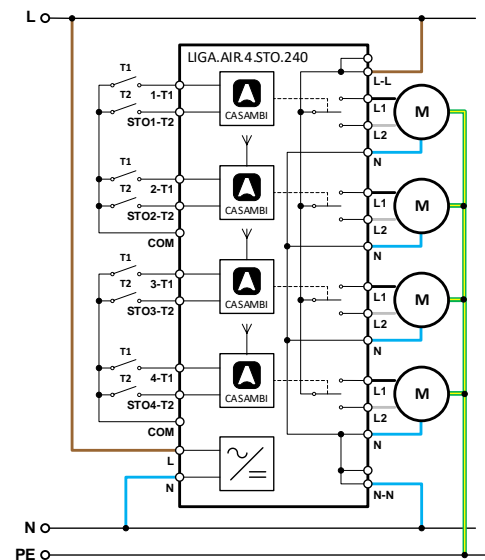 L
LIGA.AIR.4.STO.240
L-L
T1
1-T1
T2
STO1-T2
CASAMBI
L1
L2
N
M
T1
2-T1
T2
STO2-T2
COM
CASAMBI
L1
L2
N
M
T1
3-T1
T2
STO3-T2
CASAMBI
L1
L2
N
M
T1
4-T1
T2
STO4-T2
COM
CASAMBI
L1
L2
N
M
L
N
N-N
N
PE